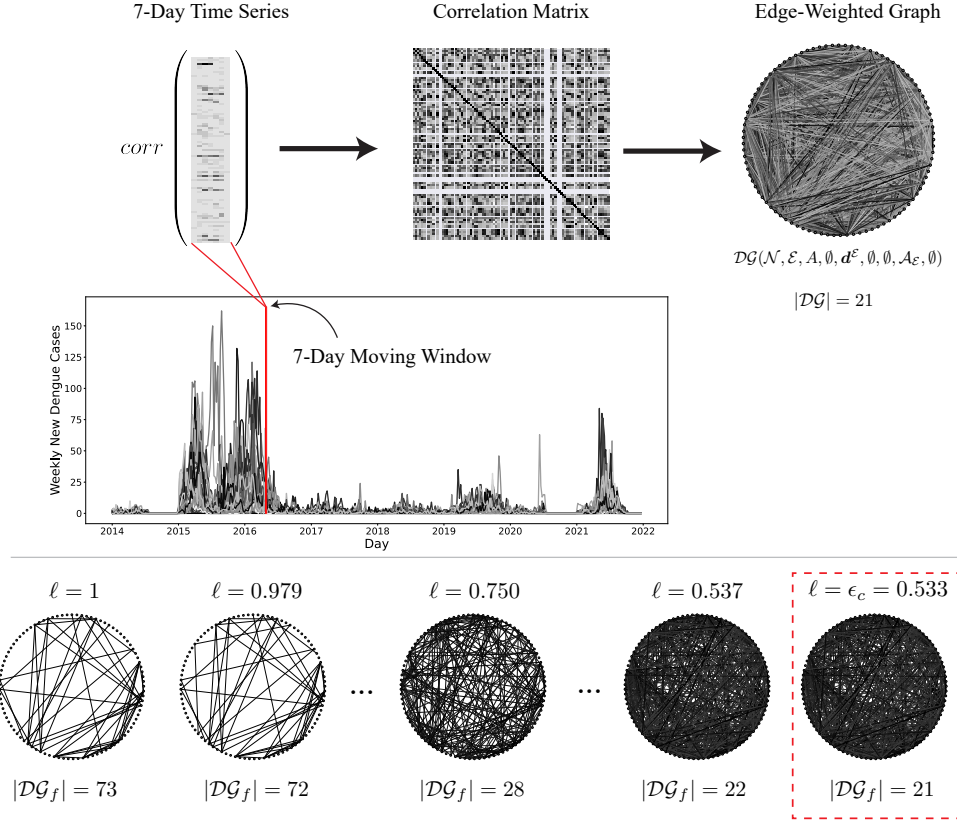 7-Day Time Series
Correlation Matrix
Edge-Weighted Graph
corr
𝒟𝒢(𝒩, ℰ, A, ∅, 𝒅^ℰ, ∅, ∅, 𝒜_ℰ, ∅)
|𝒟𝒢| = 21
7-Day Moving Window
Weekly New Dengue Cases
150
125
100
75
50
25
0
2014 2015 2016 2017 2018 2019 2020 2021 2022
Day
ℓ = 1 ℓ = 0.979 ℓ = 0.750 ℓ = 0.537 ℓ = ϵ_c = 0.533
... ...
|𝒟𝒢_f| = 73 |𝒟𝒢_f| = 72 |𝒟𝒢_f| = 28 |𝒟𝒢_f| = 22 |𝒟𝒢_f| = 21